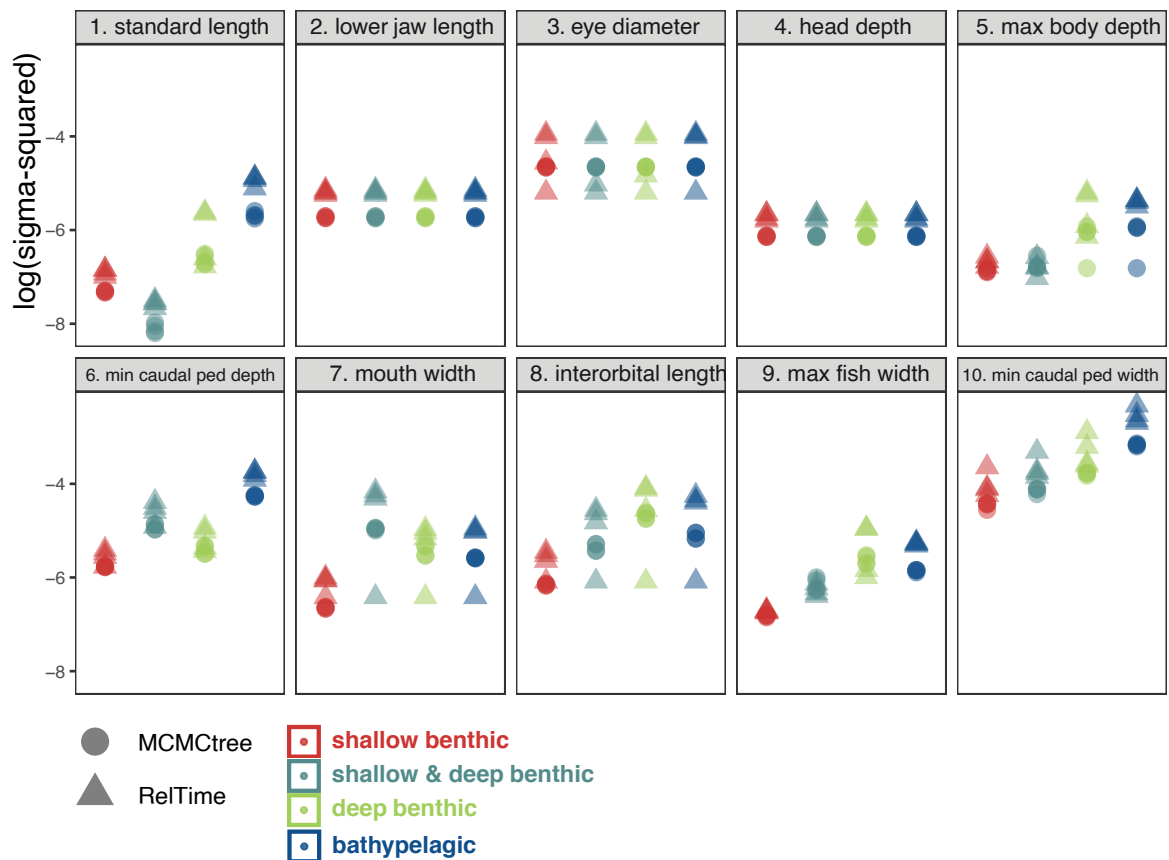 1. standard length
2. lower jaw length
3. eye diameter
4. head depth
5. max body depth
log(sigma-squared)
−4
−6
−8
6. min caudal ped depth
7. mouth width
8. interorbital length
9. max fish width
10. min caudal ped width
−4
−6
−8
MCMCtree
RelTime
shallow benthic
shallow & deep benthic
deep benthic
bathypelagic